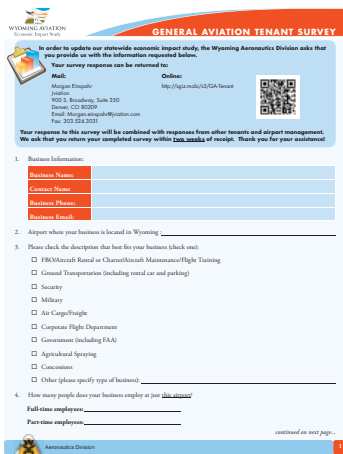 WYOMING AVIATION
Economic Impact Study
GENERAL AVIATION TENANT SURVEY
In order to update our statewide economic impact study, the Wyoming Aeronautics Division asks that
you provide us with the information requested below.
Your survey response can be returned to:
Mail: Online:
Morgan Einspahr http://sgiz.mobi/s3/GA-Tenant
Jviation
900 S. Broadway, Suite 350
Denver, CO 80209
Email: Morgan.einspahr@jviation.com
Fax: 303.524.3031
Your response to this survey will be combined with responses from other tenants and airport management.
We ask that you return your completed survey within two weeks of receipt. Thank you for your assistance!
1. Business Information:
Business Name:
Contact Name
Business Phone:
Business Email:
2. Airport where your business is located in Wyoming :
3. Please check the description that best fits your business (check one):
☐ FBO/Aircraft Rental or Charter/Aircraft Maintenance/Flight Training
☐ Ground Transportation (including rental car and parking)
☐ Security
☐ Military
☐ Air Cargo/Freight
☐ Corporate Flight Department
☐ Government (including FAA)
☐ Agricultural Spraying
☐ Concessions
☐ Other (please specify type of business):
4. How many people does your business employ at just this airport?
Full-time employees:
Part-time employees:
continued on next page...
Aeronautics Division
1